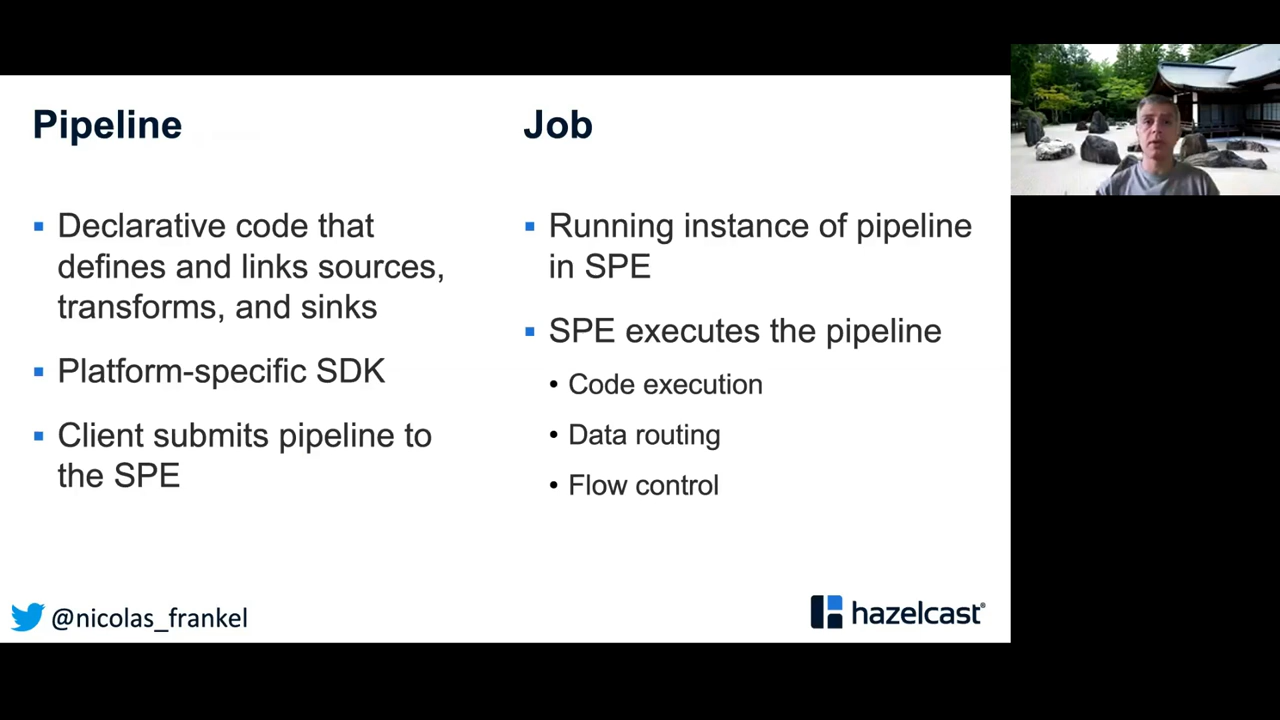 Pipeline
Declarative code that
defines and links sources,
transforms, and sinks
Platform-specific SDK
Client submits pipeline to
the SPE
Job
Running instance of pipeline
in SPE
SPE executes the pipeline
Code execution
Data routing
Flow control
@nicolas_frankel
hazelcast®